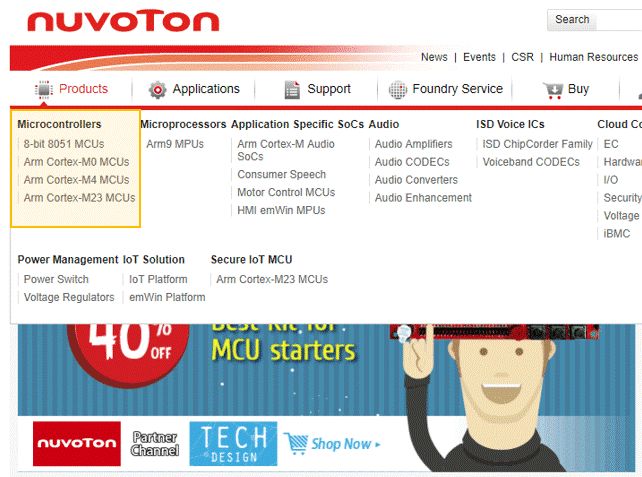 nuvoTon
Search
News | Events | CSR | Human Resources
Products Applications Support Foundry Service Buy
Microcontrollers
8-bit 8051 MCUs
Arm Cortex-M0 MCUs
Arm Cortex-M4 MCUs
Arm Cortex-M23 MCUs
Microprocessors
Arm9 MPUs
Application Specific SoCs
Arm Cortex-M Audio
SoCs
Consumer Speech
Motor Control MCUs
HMI emWin MPUs
Audio
Audio Amplifiers
Audio CODECs
Audio Converters
Audio Enhancement
ISD Voice ICs
ISD ChipCorder Family
Voiceband CODECs
Cloud Co
EC
Hardwa
I/O
Security
Voltage
iBMC
Power Management
Power Switch
Voltage Regulators
IoT Solution
IoT Platform
emWin Platform
Secure IoT MCU
Arm Cortex-M23 MCUs
40%
OFF
Best Kit for
MCU starters
nuvoTon
Partner
Channel
TECH
DESIGN
Shop Now